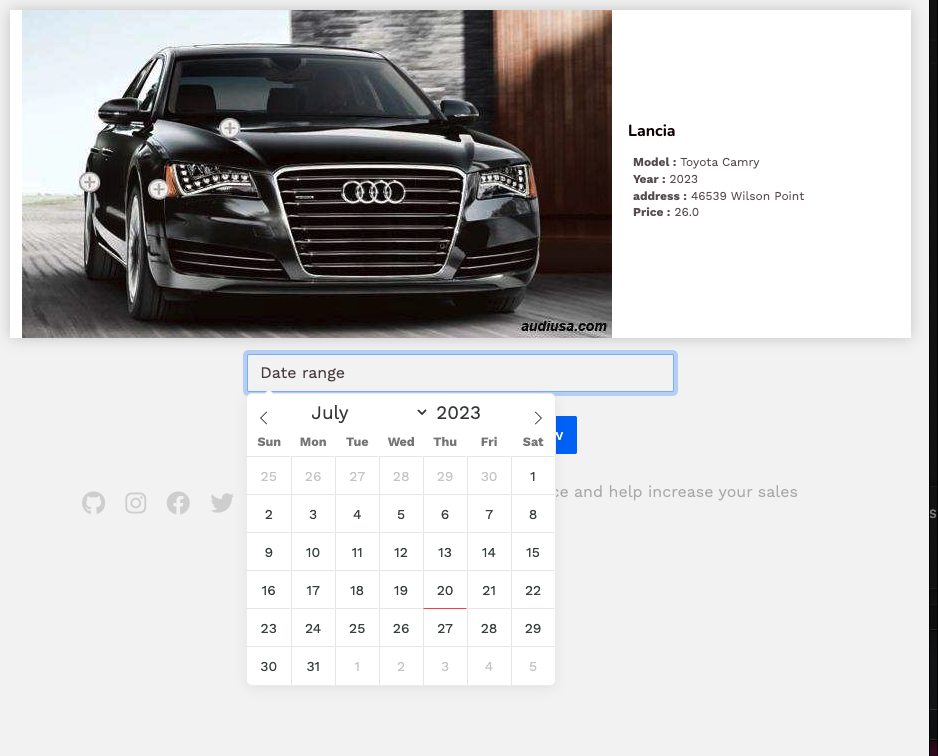 Lancia
Model : Toyota Camry
Year : 2023
address : 46539 Wilson Point
Price : 26.0
audiusa.com
Date range
July 2023
Sun Mon Tue Wed Thu Fri Sat
25 26 27 28 29 30 1
2 3 4 5 6 7 8
9 10 11 12 13 14 15
16 17 18 19 20 21 22
23 24 25 26 27 28 29
30 31 1 2 3 4 5
and help increase your sales